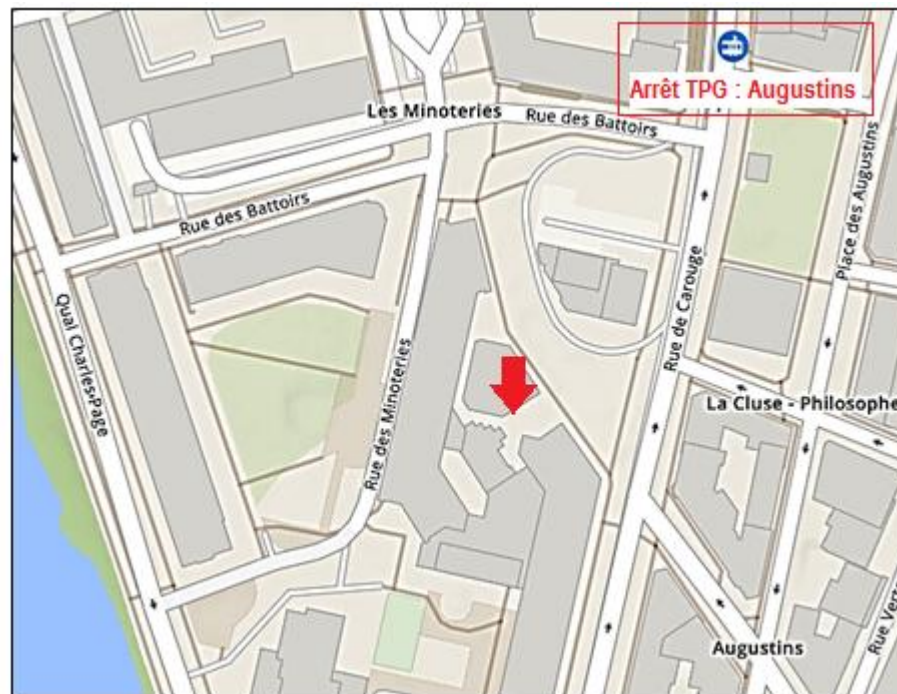 Arrêt TPG : Augustins
Les Minoteries
Rue des Battoirs
Rue des Battoirs
Place des Augustins
Quai Charles-Page
Rue des Minoteries
Rue de Carouge
La Cluse - Philosophe
Augustins
Rue Verte